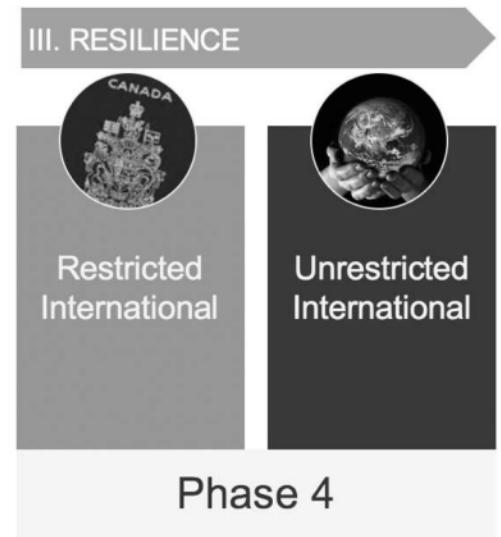 III. RESILIENCE
CANADA
Restricted
International
Unrestricted
International
Phase 4